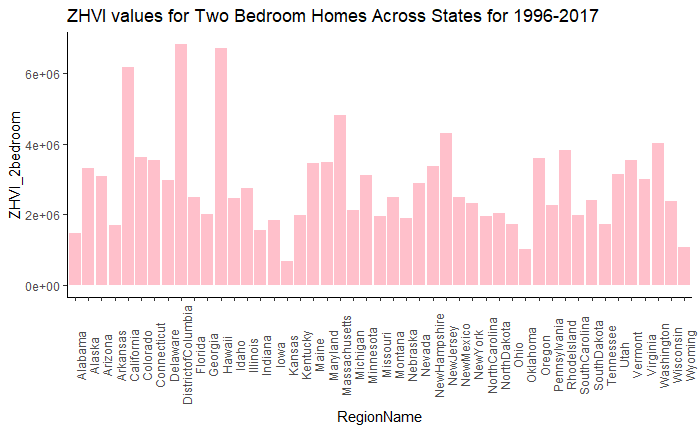 ZHVI values for Two Bedroom Homes Across States for 1996-2017
ZHVI_2bedroom
6e+06
4e+06
2e+06
0e+00
Alabama
Alaska
Arizona
Arkansas
California
Colorado
Connecticut
Delaware
DistrictofColumbia
Florida
Georgia
Hawaii
Idaho
Illinois
Indiana
Iowa
Kansas
Kentucky
Maine
Maryland
Massachusetts
Michigan
Minnesota
Missouri
Montana
Nebraska
Nevada
NewHampshire
NewJersey
NewMexico
NewYork
NorthCarolina
NorthDakota
Ohio
Oklahoma
Oregon
Pennsylvania
RhodeIsland
SouthCarolina
SouthDakota
Tennessee
Utah
Vermont
Virginia
Washington
Wisconsin
Wyoming
RegionName